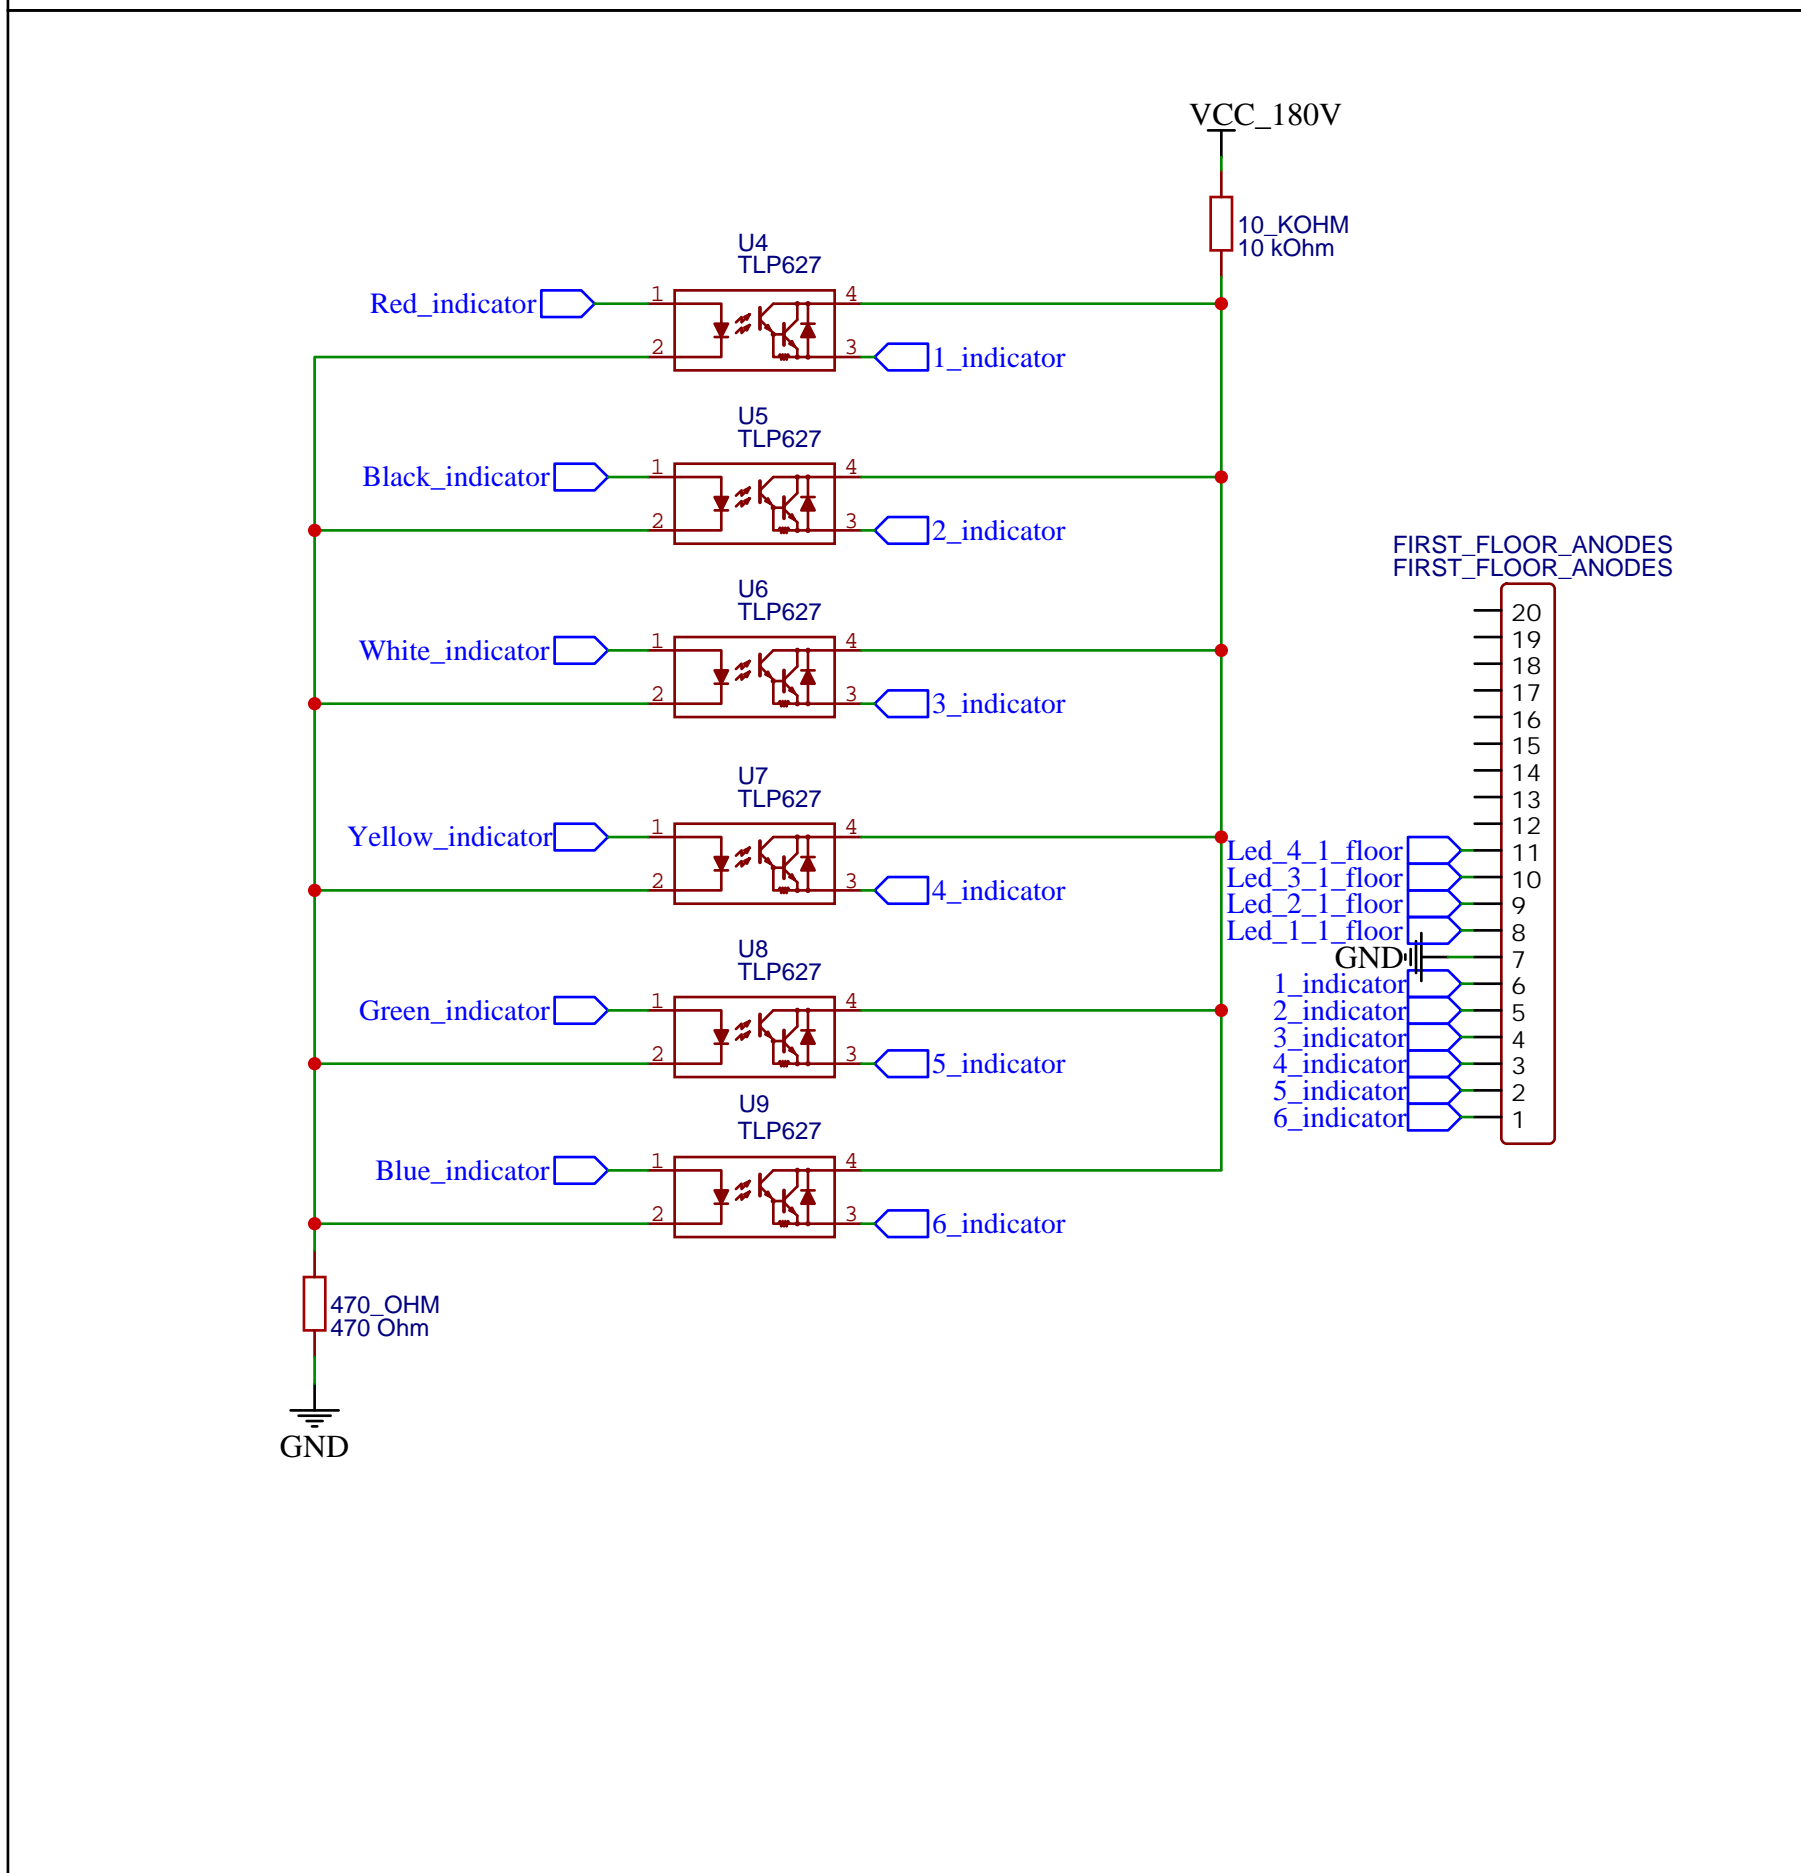 VCC_180V
10_KOHM
10 kOhm
U4
TLP627
Red_indicator
1
4
2
3
1_indicator
U5
TLP627
Black_indicator
1
4
2
3
2_indicator
U6
TLP627
White_indicator
1
4
2
3
3_indicator
U7
TLP627
Yellow_indicator
1
4
2
3
4_indicator
U8
TLP627
Green_indicator
1
4
2
3
5_indicator
U9
TLP627
Blue_indicator
1
4
2
3
6_indicator
470_OHM
470 Ohm
GND
FIRST_FLOOR_ANODES
FIRST_FLOOR_ANODES
20
19
18
17
16
15
14
13
12
Led_4_1_floor 11
Led_3_1_floor 10
Led_2_1_floor 9
Led_1_1_floor 8
GND 7
1_indicator 6
2_indicator 5
3_indicator 4
4_indicator 3
5_indicator 2
6_indicator 1